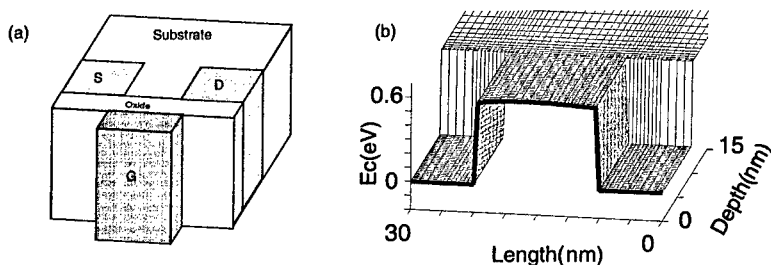 (a)
Substrate
S
D
Oxide
G
(b)
0.6
Ec(eV)
0
30
Length(nm)
0
15
0
Depth(nm)